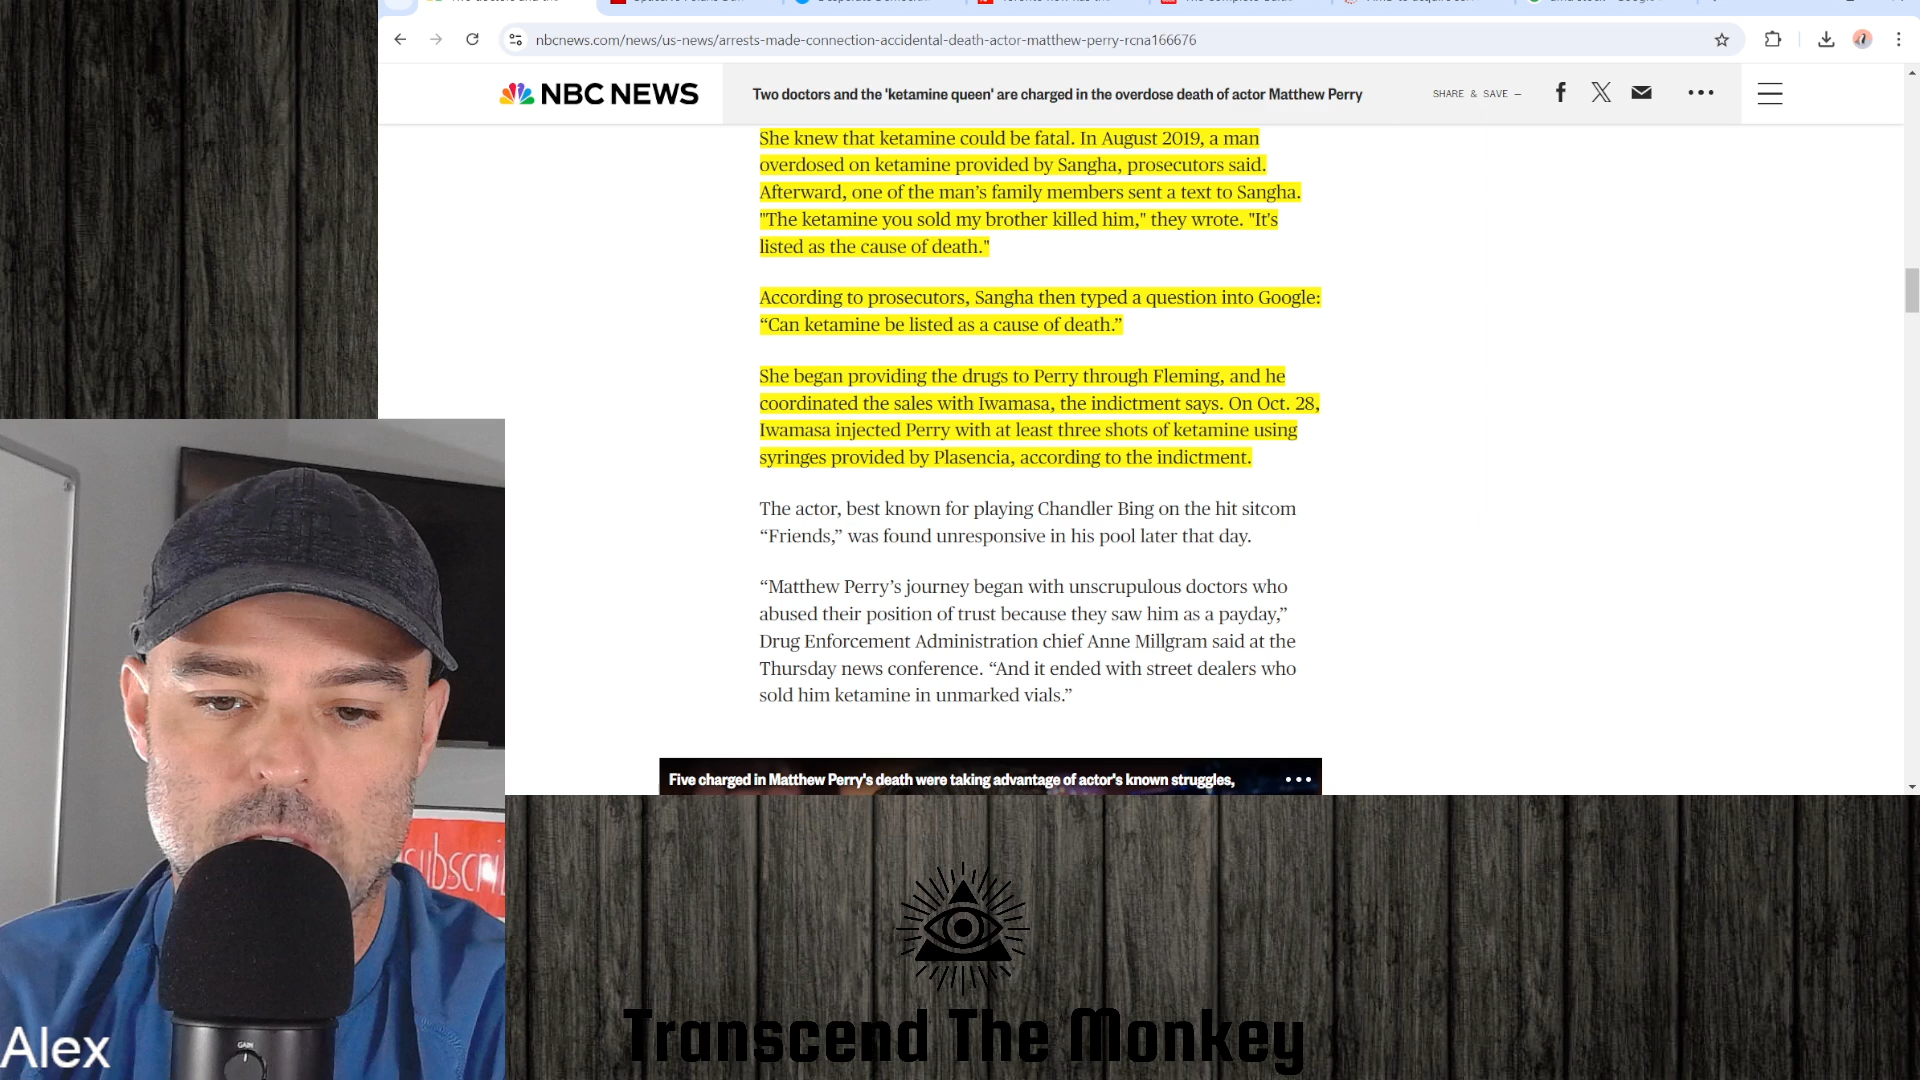 nbcnews.com/news/us-news/arrests-made-connection-accidental-death-actor-matthew-perry-rcna166676
NBC NEWS
Two doctors and the 'ketamine queen' are charged in the overdose death of actor Matthew Perry
SHARE & SAVE —
She knew that ketamine could be fatal. In August 2019, a man
overdosed on ketamine provided by Sangha, prosecutors said.
Afterward, one of the man’s family members sent a text to Sangha.
"The ketamine you sold my brother killed him," they wrote. "It's
listed as the cause of death."
According to prosecutors, Sangha then typed a question into Google:
“Can ketamine be listed as a cause of death.”
She began providing the drugs to Perry through Fleming, and he
coordinated the sales with Iwamasa, the indictment says. On Oct. 28,
Iwamasa injected Perry with at least three shots of ketamine using
syringes provided by Plasencia, according to the indictment.
The actor, best known for playing Chandler Bing on the hit sitcom
“Friends,” was found unresponsive in his pool later that day.
“Matthew Perry’s journey began with unscrupulous doctors who
abused their position of trust because they saw him as a payday,”
Drug Enforcement Administration chief Anne Millgram said at the
Thursday news conference. “And it ended with street dealers who
sold him ketamine in unmarked vials.”
Five charged in Matthew Perry's death were taking advantage of actor's known struggles,
subscri
GAIN
Alex
Transcend The Monkey